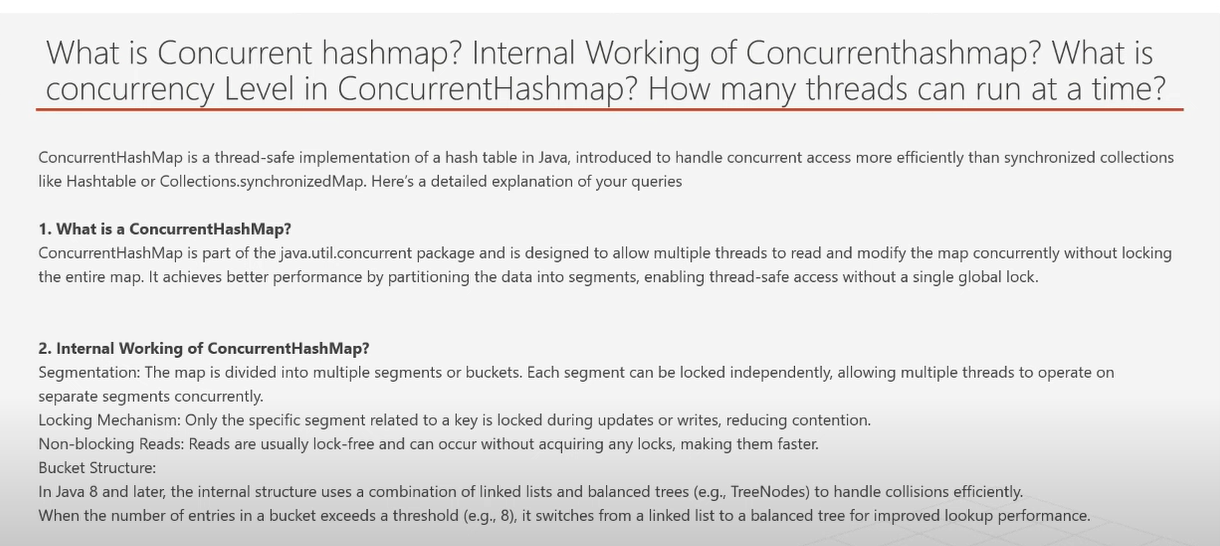 What is Concurrent hashmap? Internal Working of Concurrenthashmap? What is
concurrency Level in ConcurrentHashmap? How many threads can run at a time?
ConcurrentHashMap is a thread-safe implementation of a hash table in Java, introduced to handle concurrent access more efficiently than synchronized collections
like Hashtable or Collections.synchronizedMap. Here's a detailed explanation of your queries
1. What is a ConcurrentHashMap?
ConcurrentHashMap is part of the java.util.concurrent package and is designed to allow multiple threads to read and modify the map concurrently without locking
the entire map. It achieves better performance by partitioning the data into segments, enabling thread-safe access without a single global lock.
2. Internal Working of ConcurrentHashMap?
Segmentation: The map is divided into multiple segments or buckets. Each segment can be locked independently, allowing multiple threads to operate on
separate segments concurrently.
Locking Mechanism: Only the specific segment related to a key is locked during updates or writes, reducing contention.
Non-blocking Reads: Reads are usually lock-free and can occur without acquiring any locks, making them faster.
Bucket Structure:
In Java 8 and later, the internal structure uses a combination of linked lists and balanced trees (e.g., TreeNodes) to handle collisions efficiently.
When the number of entries in a bucket exceeds a threshold (e.g., 8), it switches from a linked list to a balanced tree for improved lookup performance.